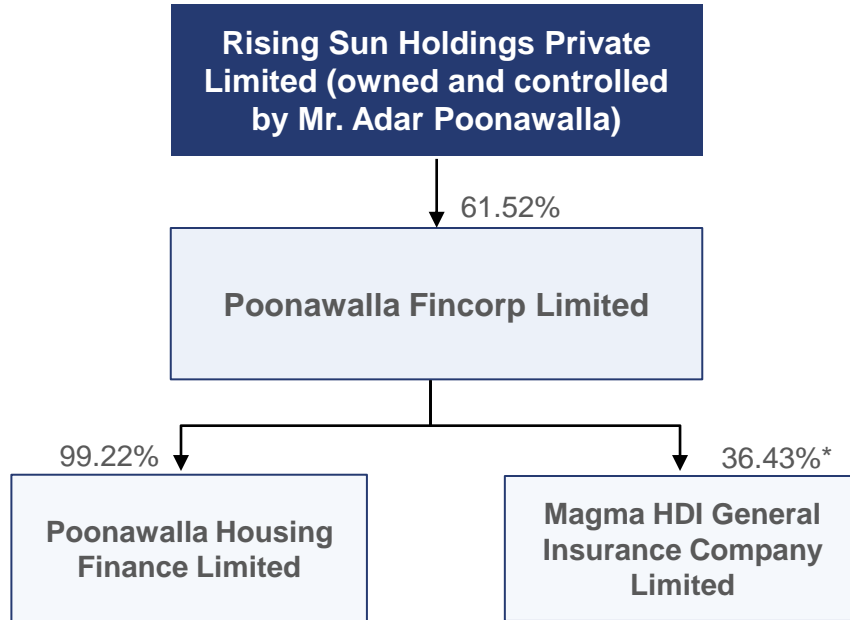 Rising Sun Holdings Private
Limited (owned and controlled
by Mr. Adar Poonawalla)
61.52%
Poonawalla Fincorp Limited
99.22%
36.43%*
Poonawalla Housing
Finance Limited
Magma HDI General
Insurance Company
Limited